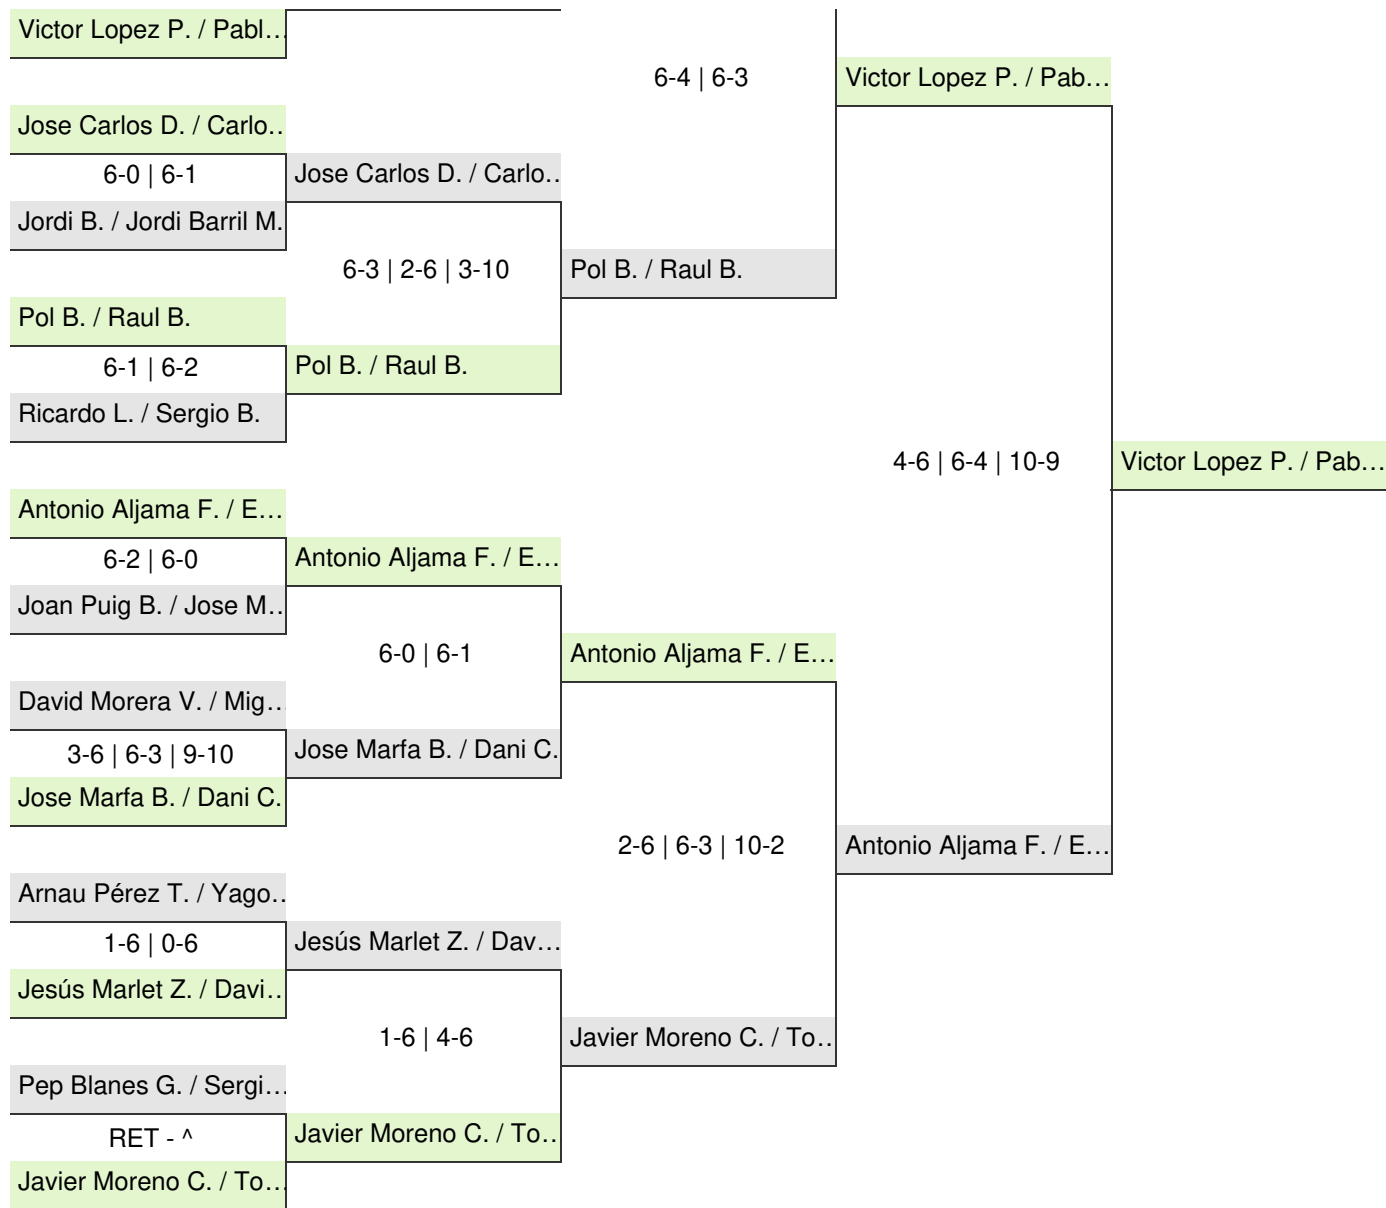 Victor Lopez P. / Pabl...
6-4 | 6-3
Victor Lopez P. / Pab...
Jose Carlos D. / Carlo..
6-0 | 6-1
Jose Carlos D. / Carlo..
Jordi B. / Jordi Barril M.
6-3 | 2-6 | 3-10
Pol B. / Raul B.
Pol B. / Raul B.
6-1 | 6-2
Pol B. / Raul B.
Ricardo L. / Sergio B.
4-6 | 6-4 | 10-9
Victor Lopez P. / Pab...
Antonio Aljama F. / E...
6-2 | 6-0
Antonio Aljama F. / E...
Joan Puig B. / Jose M..
6-0 | 6-1
Antonio Aljama F. / E...
David Morera V. / Mig..
3-6 | 6-3 | 9-10
Jose Marfa B. / Dani C.
Jose Marfa B. / Dani C.
2-6 | 6-3 | 10-2
Antonio Aljama F. / E...
Arnau Pérez T. / Yago..
1-6 | 0-6
Jesús Marlet Z. / Dav...
Jesús Marlet Z. / Davi..
1-6 | 4-6
Javier Moreno C. / To..
Pep Blanes G. / Sergi...
RET - ^
Javier Moreno C. / To..
Javier Moreno C. / To...